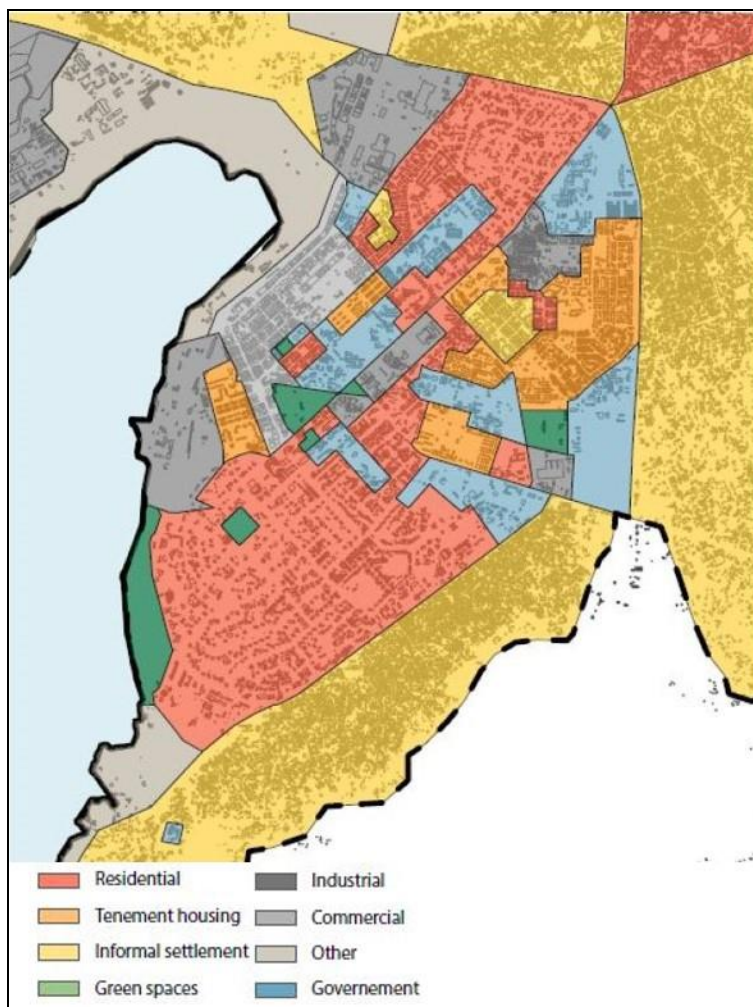 Residential
Industrial
Tenement housing
Commercial
Informal settlement
Other
Green spaces
Governement